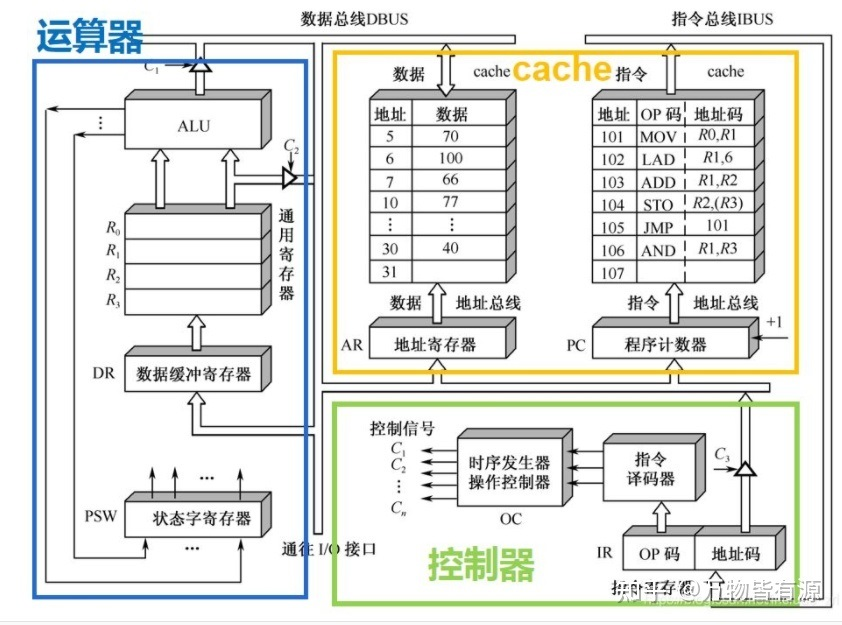 数据总线DBUS
指令总线IBUS
运算器
C1
数据
cache
cache
指令
cache
ALU
C2
地址 数据
5 70
6 100
7 66
10 77
⋮ ⋮
30 40
31
地址 OP 码 地址码
101 MOV R0,R1
102 LAD R1,6
103 ADD R1,R2
104 STO R2,(R3)
105 JMP 101
106 AND R1,R3
107
R0
R1
R2
R3
通用寄存器
数据 地址总线
指令 地址总线
AR
地址寄存器
PC
程序计数器
+1
DR
数据缓冲寄存器
控制信号
C1
C2
⋮
Cn
时序发生器
操作控制器
OC
指令
译码器
C3
PSW
状态字寄存器
...
...
通往 I/O 接口
控制器
IR
OP 码
地址码
知乎 @万物皆有源